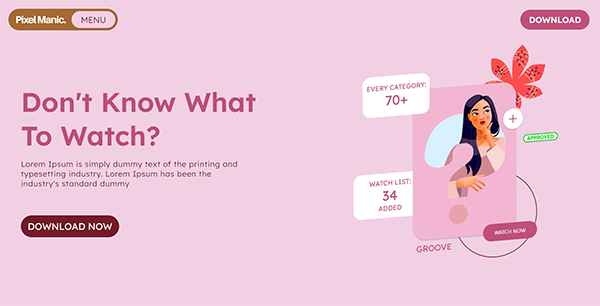 Pixel Manic.
MENU
DOWNLOAD
Don't Know What
To Watch?
Lorem Ipsum is simply dummy text of the printing and
typesetting industry. Lorem Ipsum has been the
industry's standard dummy
DOWNLOAD NOW
EVERY CATEGORY:
70+
+
APPROVED
WATCH LIST:
34
ADDED
WATCH NOW
GROOVE